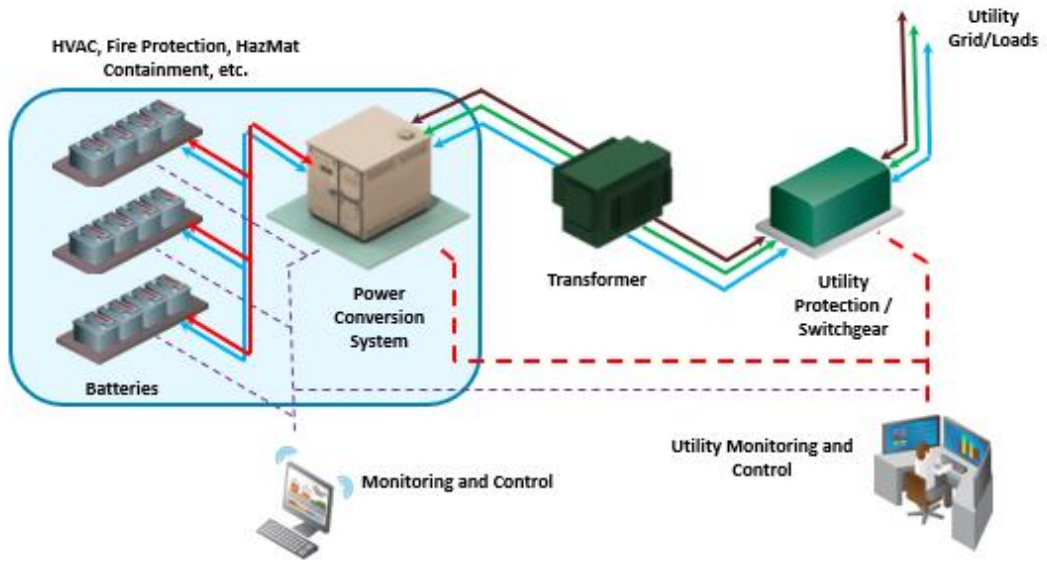 HVAC, Fire Protection, HazMat
Containment, etc.
Utility
Grid/Loads
Transformer
Utility
Protection /
Switchgear
Power
Conversion
System
Batteries
Utility Monitoring and
Control
Monitoring and Control